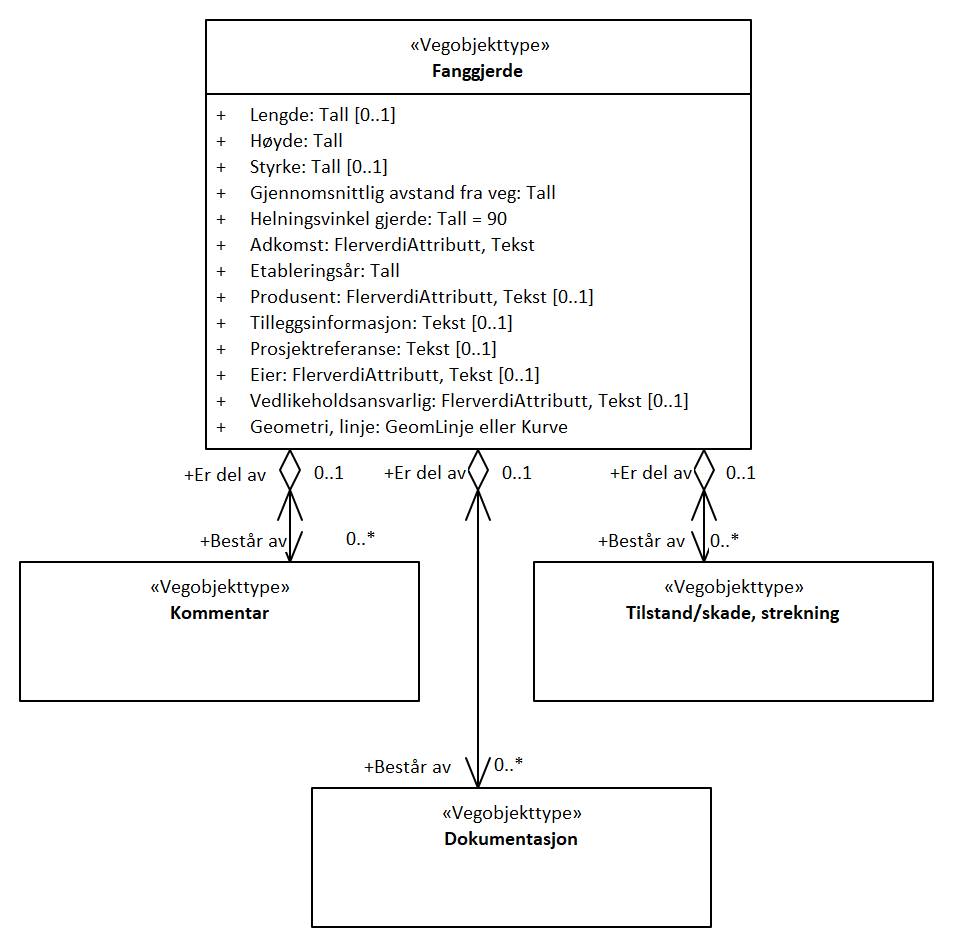 «Vegobjekttype»
Fanggjerde
+ Lengde: Tall [0..1]
+ Høyde: Tall
+ Styrke: Tall [0..1]
+ Gjennomsnittlig avstand fra veg: Tall
+ Helningsvinkel gjerde: Tall = 90
+ Adkomst: FlerverdiAttributt, Tekst
+ Etableringsår: Tall
+ Produsent: FlerverdiAttributt, Tekst [0..1]
+ Tilleggsinformasjon: Tekst [0..1]
+ Prosjektreferanse: Tekst [0..1]
+ Eier: FlerverdiAttributt, Tekst [0..1]
+ Vedlikeholdsansvarlig: FlerverdiAttributt, Tekst [0..1]
+ Geometri, linje: GeomLinje eller Kurve
+Er del av 0..1 +Er del av 0..1 +Er del av 0..1
+Består av 0..* +Består av 0..*
«Vegobjekttype» «Vegobjekttype»
Kommentar Tilstand/skade, strekning
+Består av 0..*
«Vegobjekttype»
Dokumentasjon